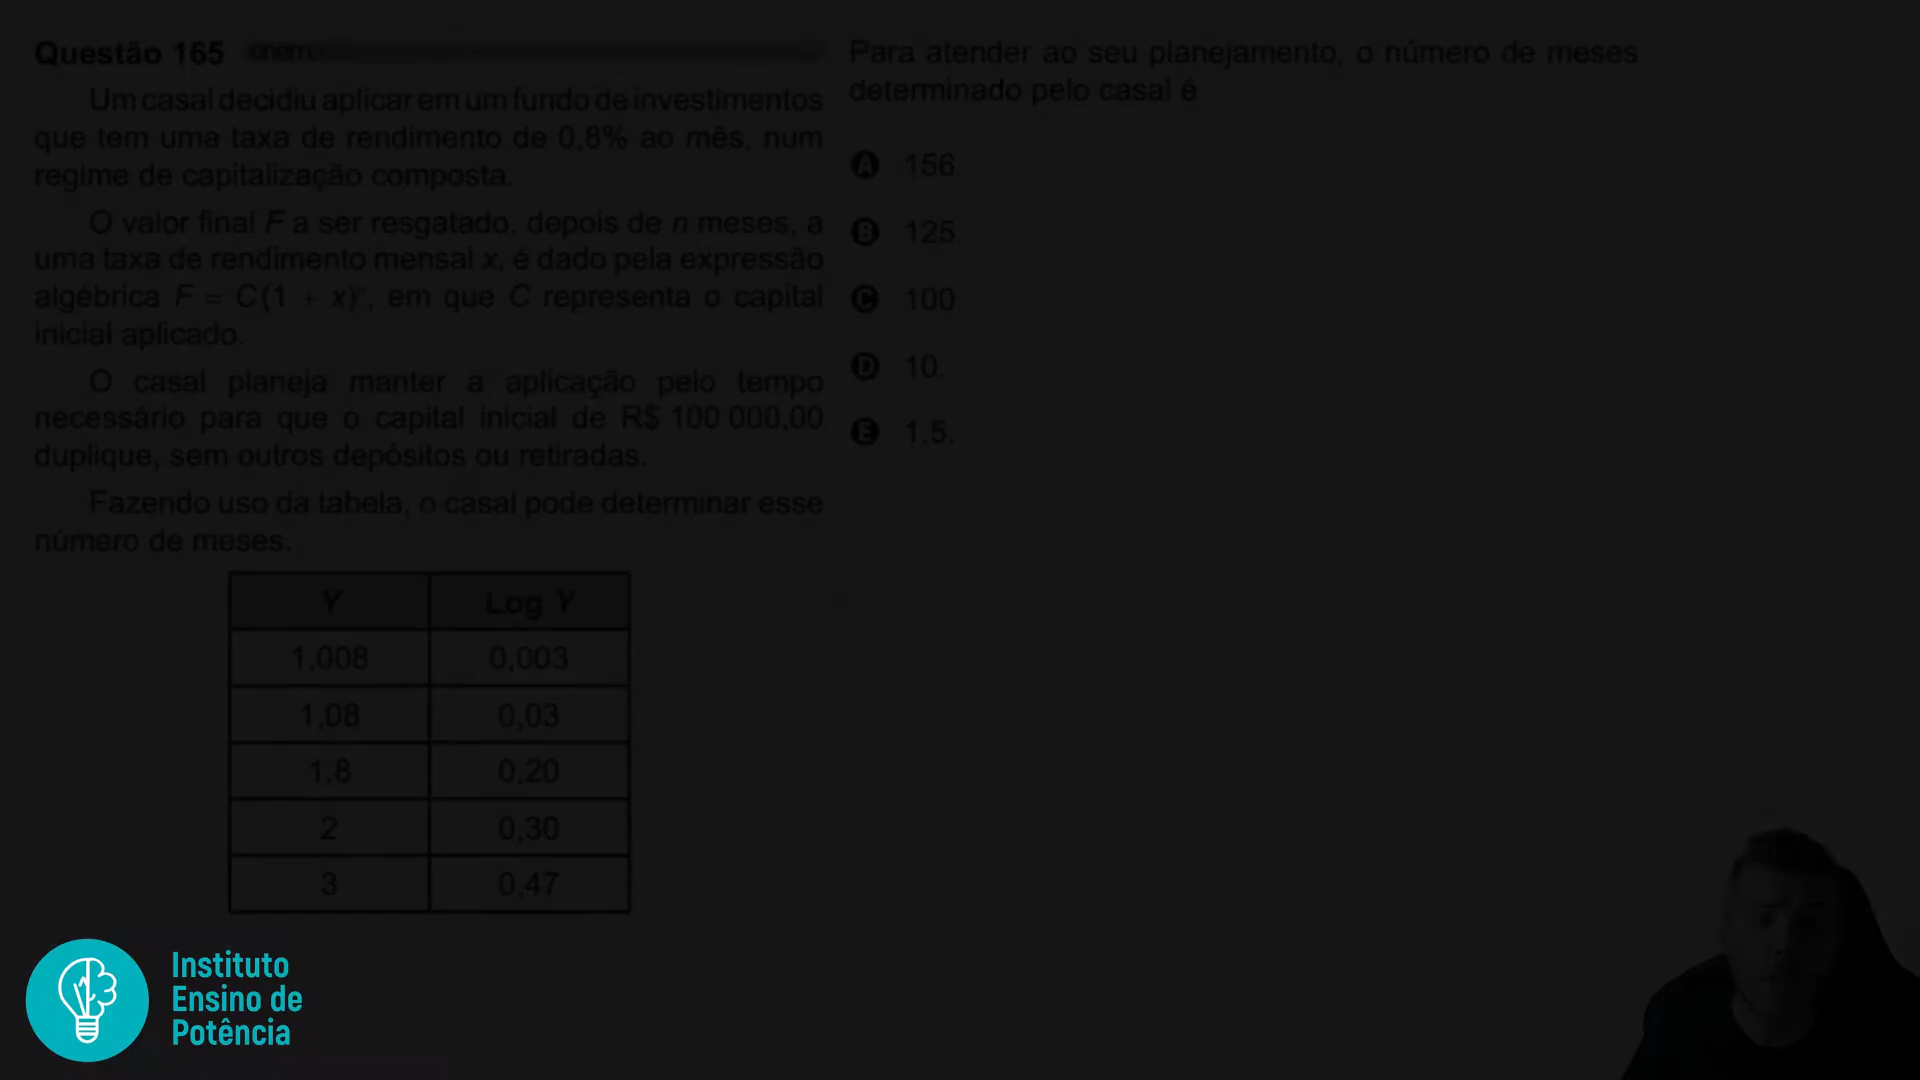 Questão 165
Um casal decidiu aplicar em um fundo de investimentos
que tem uma taxa de rendimento de 0,8% ao mês, num
regime de capitalização composta.
O valor final F a ser resgatado, depois de n meses, a
uma taxa de rendimento mensal x, é dado pela expressão
algébrica F = C(1 + x)ⁿ, em que C representa o capital
inicial aplicado.
O casal planeja manter a aplicação pelo tempo
necessário para que o capital inicial de R$ 100 000,00
duplique, sem outros depósitos ou retiradas.
Fazendo uso da tabela, o casal pode determinar esse
número de meses.
Y Log Y
1,008 0,003
1,08 0,03
1,8 0,20
2 0,30
3 0,47
Para atender ao seu planejamento, o número de meses
determinado pelo casal é
A 156.
B 125.
C 100.
D 10.
E 1,5.
Instituto
Ensino de
Potência